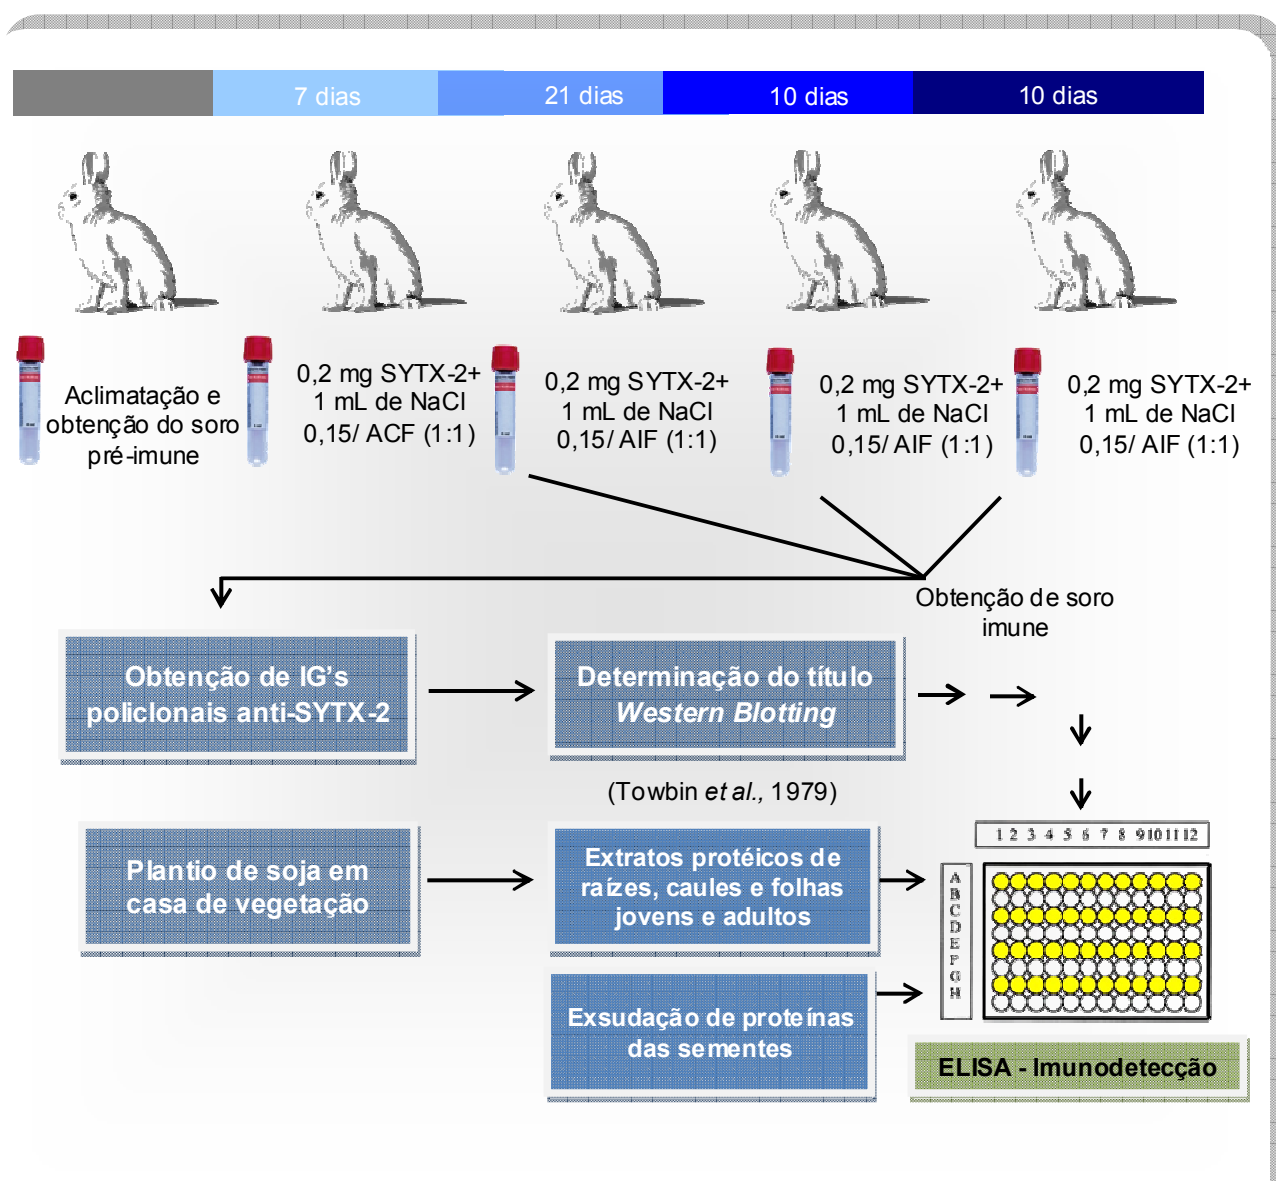 7 dias
21 dias
10 dias
10 dias
Aclimatação e
obtenção do soro
pré-imune
0,2 mg SYTX-2+
1 mL de NaCl
0,15/ ACF (1:1)
0,2 mg SYTX-2+
1 mL de NaCl
0,15/ AIF (1:1)
0,2 mg SYTX-2+
1 mL de NaCl
0,15/ AIF (1:1)
0,2 mg SYTX-2+
1 mL de NaCl
0,15/ AIF (1:1)
Obtenção de soro
imune
Obtenção de IG's
policlonais anti-SYTX-2
Determinação do título
Western Blotting
(Towbin et al., 1979)
Plantio de soja em
casa de vegetação
Extratos protéicos de
raízes, caules e folhas
jovens e adultos
Exsudação de proteínas
das sementes
1 2 3 4 5 6 7 8 9 10 11 12
A
B
C
D
E
F
G
H
ELISA - Imunodetecção